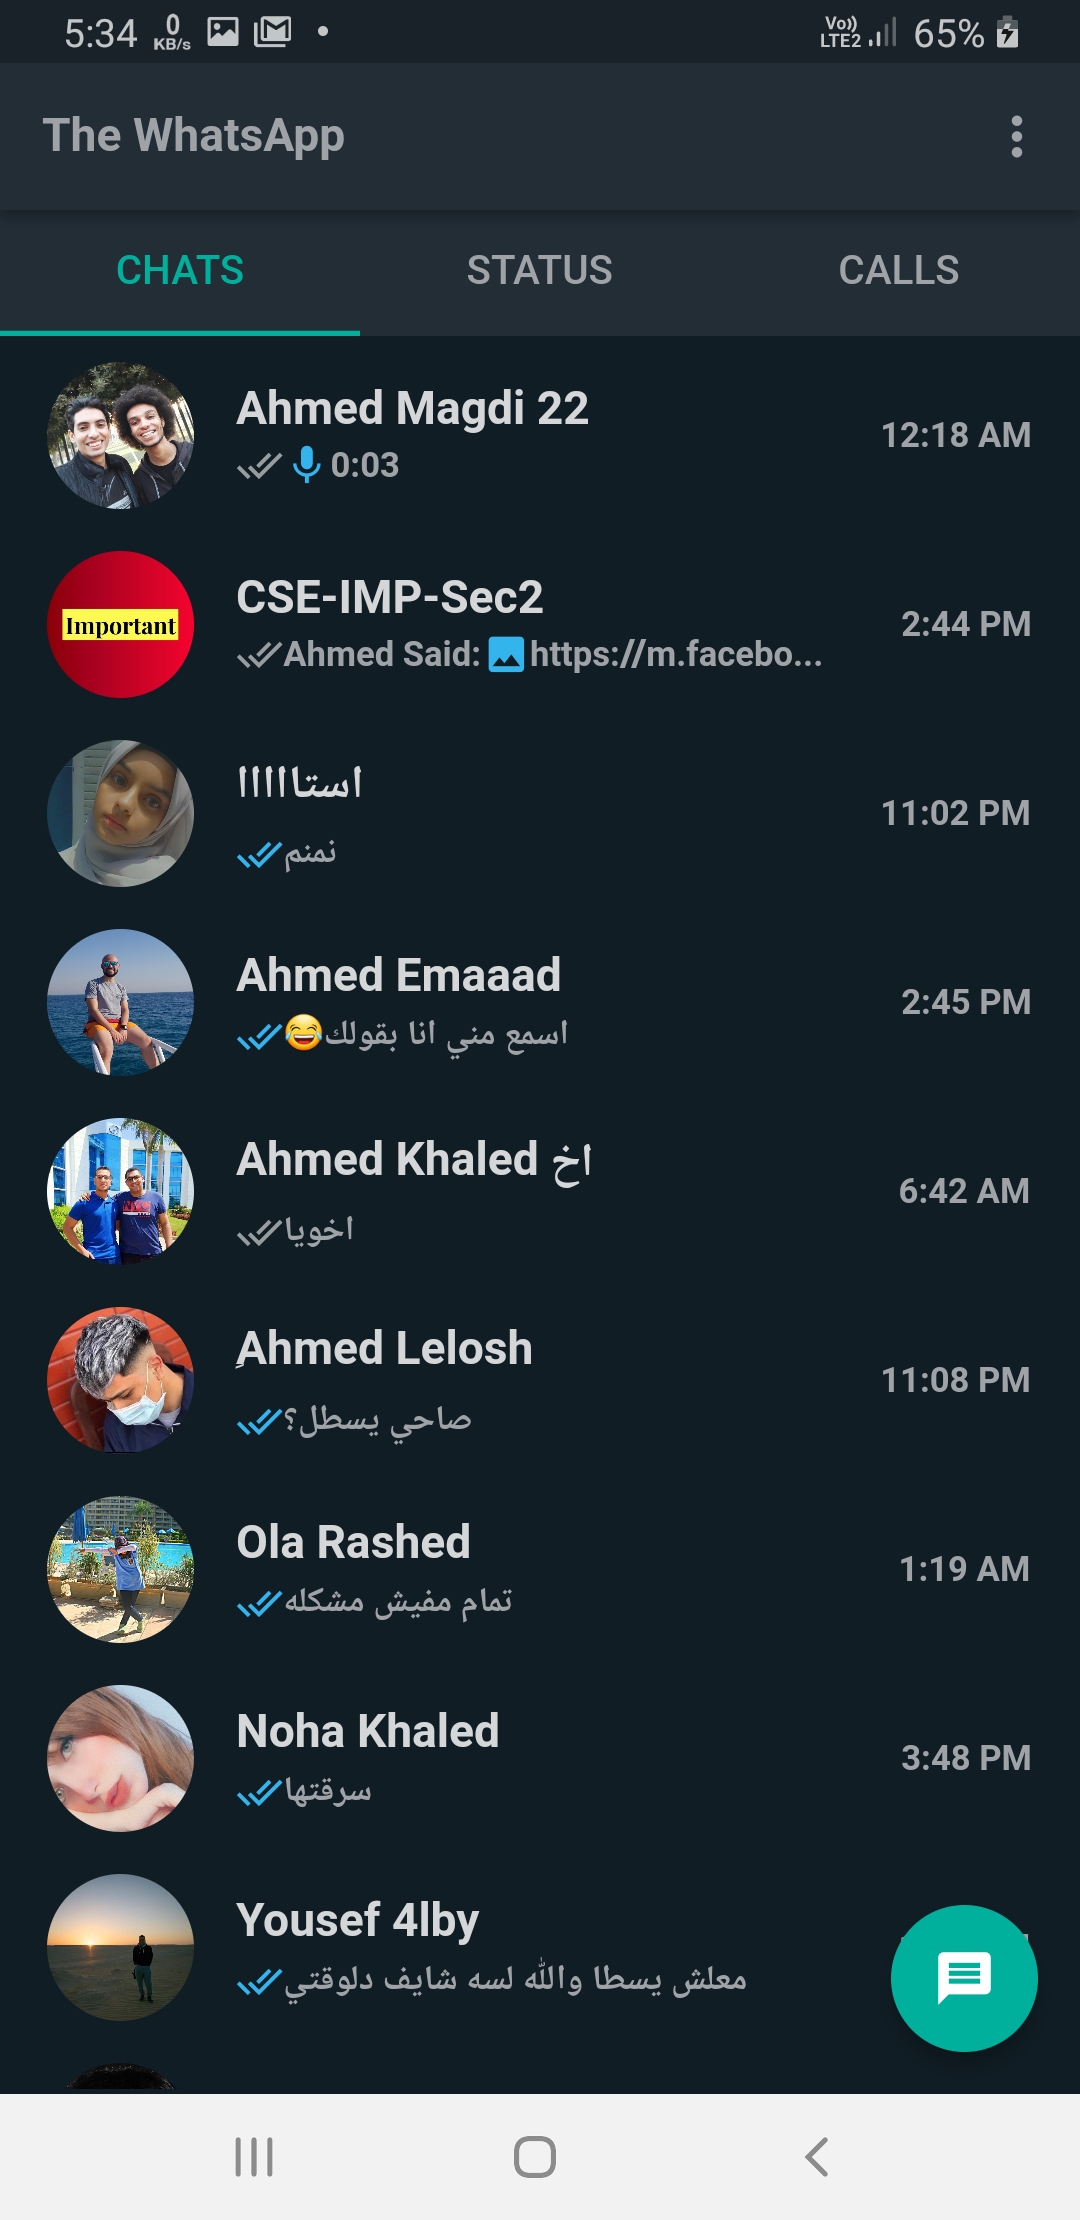 5:34
0
KB/s
Vo))
LTE2
65%
The WhatsApp
CHATS STATUS CALLS
Ahmed Magdi 22
12:18 AM
0:03
Important
CSE-IMP-Sec2
2:44 PM
Ahmed Said: https://m.facebo...
استااااا
11:02 PM
نمنم
Ahmed Emaaad
2:45 PM
اسمع مني انا بقولك😂
Ahmed Khaled اخ
6:42 AM
اخويا
ِAhmed Lelosh
11:08 PM
صاحي يسطل؟
Ola Rashed
1:19 AM
تمام مفيش مشكله
Noha Khaled
3:48 PM
سرقتها
Yousef 4lby
معلش يسطا والله لسه شايف دلوقتي